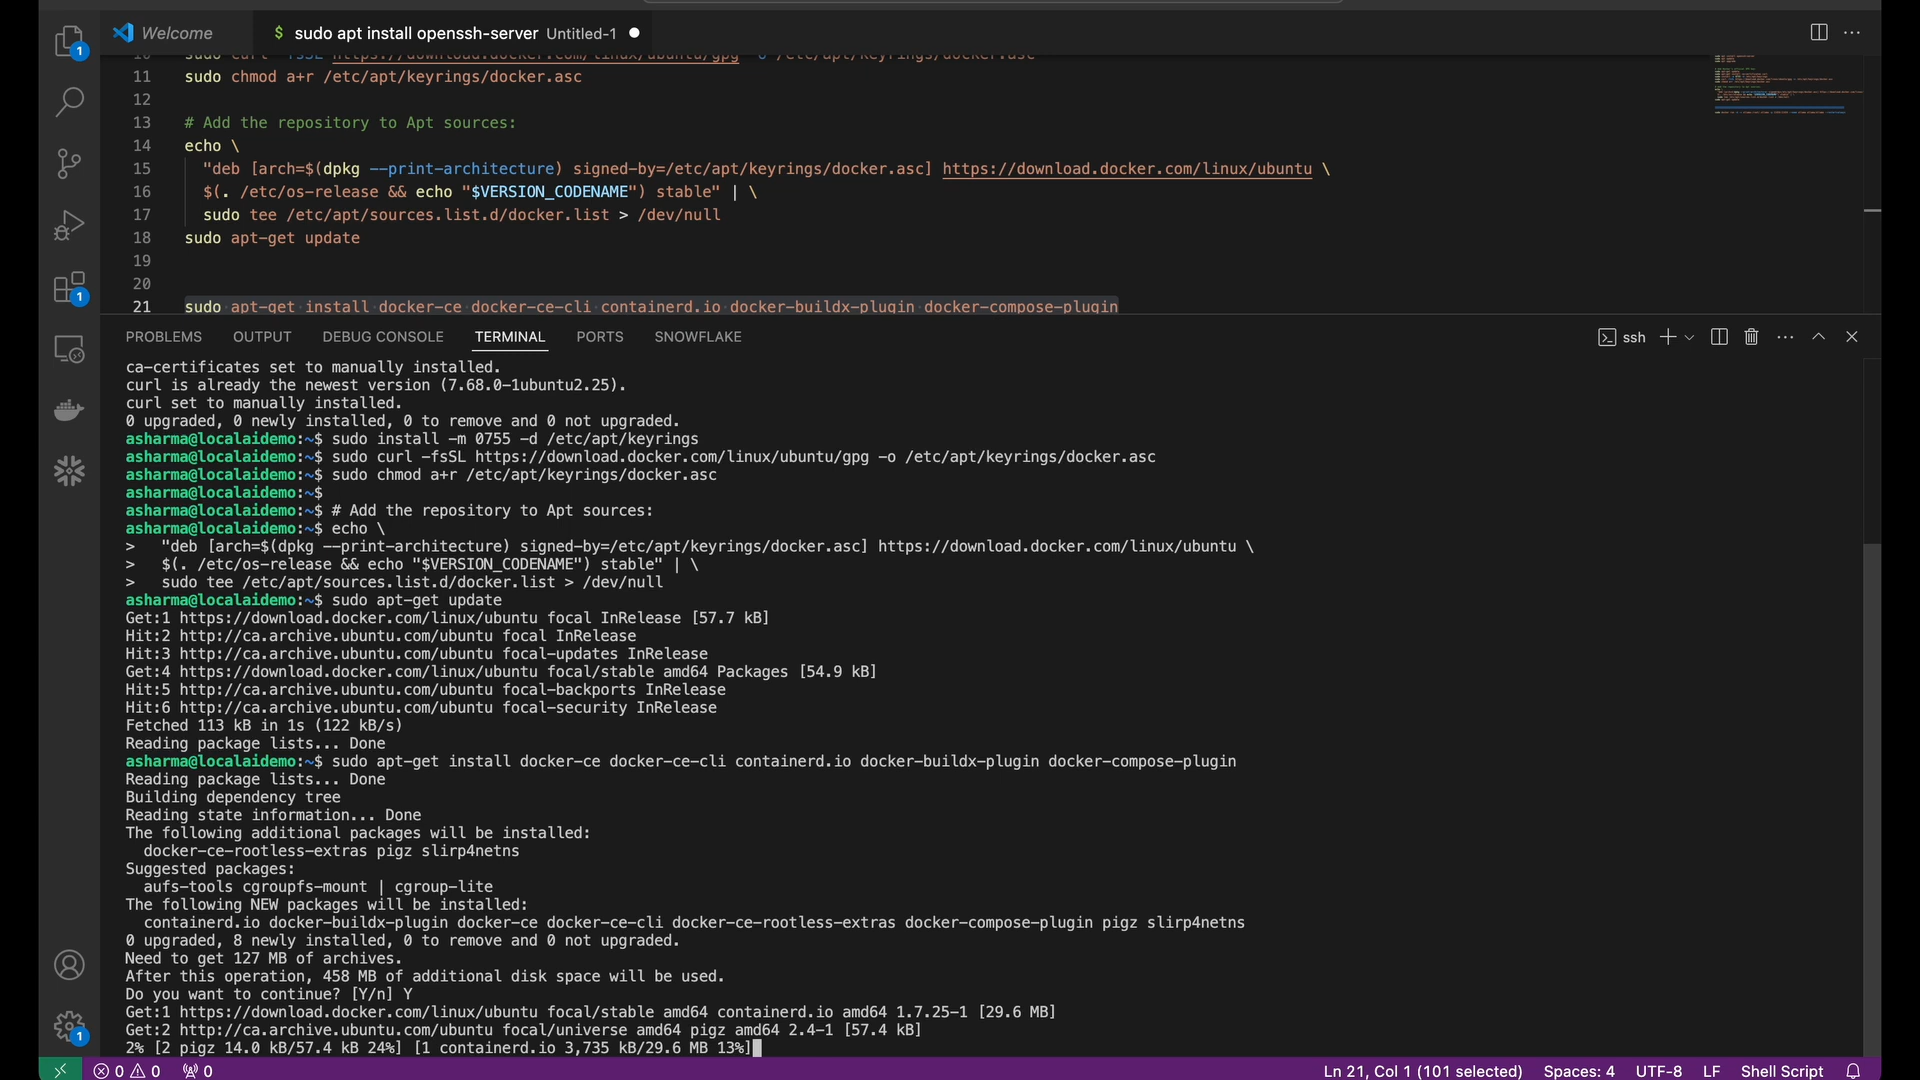 Welcome
$ sudo apt install openssh-server Untitled-1
10 sudo curl -fsSL https://download.docker.com/linux/ubuntu/gpg -o /etc/apt/keyrings/docker.asc
11 sudo chmod a+r /etc/apt/keyrings/docker.asc
12
13 # Add the repository to Apt sources:
14 echo \
15 "deb [arch=$(dpkg --print-architecture) signed-by=/etc/apt/keyrings/docker.asc] https://download.docker.com/linux/ubuntu \
16 $(. /etc/os-release && echo "$VERSION_CODENAME") stable" | \
17 sudo tee /etc/apt/sources.list.d/docker.list > /dev/null
18 sudo apt-get update
19
20
21 sudo apt-get install docker-ce docker-ce-cli containerd.io docker-buildx-plugin docker-compose-plugin
PROBLEMS OUTPUT DEBUG CONSOLE TERMINAL PORTS SNOWFLAKE ssh
ca-certificates set to manually installed.
curl is already the newest version (7.68.0-1ubuntu2.25).
curl set to manually installed.
0 upgraded, 0 newly installed, 0 to remove and 0 not upgraded.
asharma@localaidemo:~$ sudo install -m 0755 -d /etc/apt/keyrings
asharma@localaidemo:~$ sudo curl -fsSL https://download.docker.com/linux/ubuntu/gpg -o /etc/apt/keyrings/docker.asc
asharma@localaidemo:~$ sudo chmod a+r /etc/apt/keyrings/docker.asc
asharma@localaidemo:~$
asharma@localaidemo:~$ # Add the repository to Apt sources:
asharma@localaidemo:~$ echo \
> "deb [arch=$(dpkg --print-architecture) signed-by=/etc/apt/keyrings/docker.asc] https://download.docker.com/linux/ubuntu \
> $(. /etc/os-release && echo "$VERSION_CODENAME") stable" | \
> sudo tee /etc/apt/sources.list.d/docker.list > /dev/null
asharma@localaidemo:~$ sudo apt-get update
Get:1 https://download.docker.com/linux/ubuntu focal InRelease [57.7 kB]
Hit:2 http://ca.archive.ubuntu.com/ubuntu focal InRelease
Hit:3 http://ca.archive.ubuntu.com/ubuntu focal-updates InRelease
Get:4 https://download.docker.com/linux/ubuntu focal/stable amd64 Packages [54.9 kB]
Hit:5 http://ca.archive.ubuntu.com/ubuntu focal-backports InRelease
Hit:6 http://ca.archive.ubuntu.com/ubuntu focal-security InRelease
Fetched 113 kB in 1s (122 kB/s)
Reading package lists... Done
asharma@localaidemo:~$ sudo apt-get install docker-ce docker-ce-cli containerd.io docker-buildx-plugin docker-compose-plugin
Reading package lists... Done
Building dependency tree
Reading state information... Done
The following additional packages will be installed:
docker-ce-rootless-extras pigz slirp4netns
Suggested packages:
aufs-tools cgroupfs-mount | cgroup-lite
The following NEW packages will be installed:
containerd.io docker-buildx-plugin docker-ce docker-ce-cli docker-ce-rootless-extras docker-compose-plugin pigz slirp4netns
0 upgraded, 8 newly installed, 0 to remove and 0 not upgraded.
Need to get 127 MB of archives.
After this operation, 458 MB of additional disk space will be used.
Do you want to continue? [Y/n] Y
Get:1 https://download.docker.com/linux/ubuntu focal/stable amd64 containerd.io amd64 1.7.25-1 [29.6 MB]
Get:2 http://ca.archive.ubuntu.com/ubuntu focal/universe amd64 pigz amd64 2.4-1 [57.4 kB]
2% [2 pigz 14.0 kB/57.4 kB 24%] [1 containerd.io 3,735 kB/29.6 MB 13%]
1
1
1
0 0 0 Ln 21, Col 1 (101 selected) Spaces: 4 UTF-8 LF Shell Script